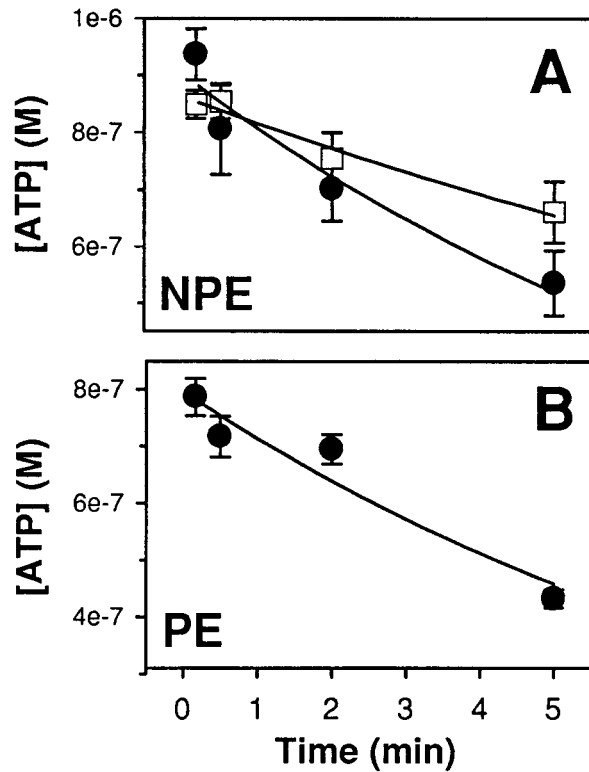 1e-6
A
[ATP] (M)
8e-7
6e-7
NPE
8e-7
B
[ATP] (M)
6e-7
4e-7
PE
0 1 2 3 4 5
Time (min)